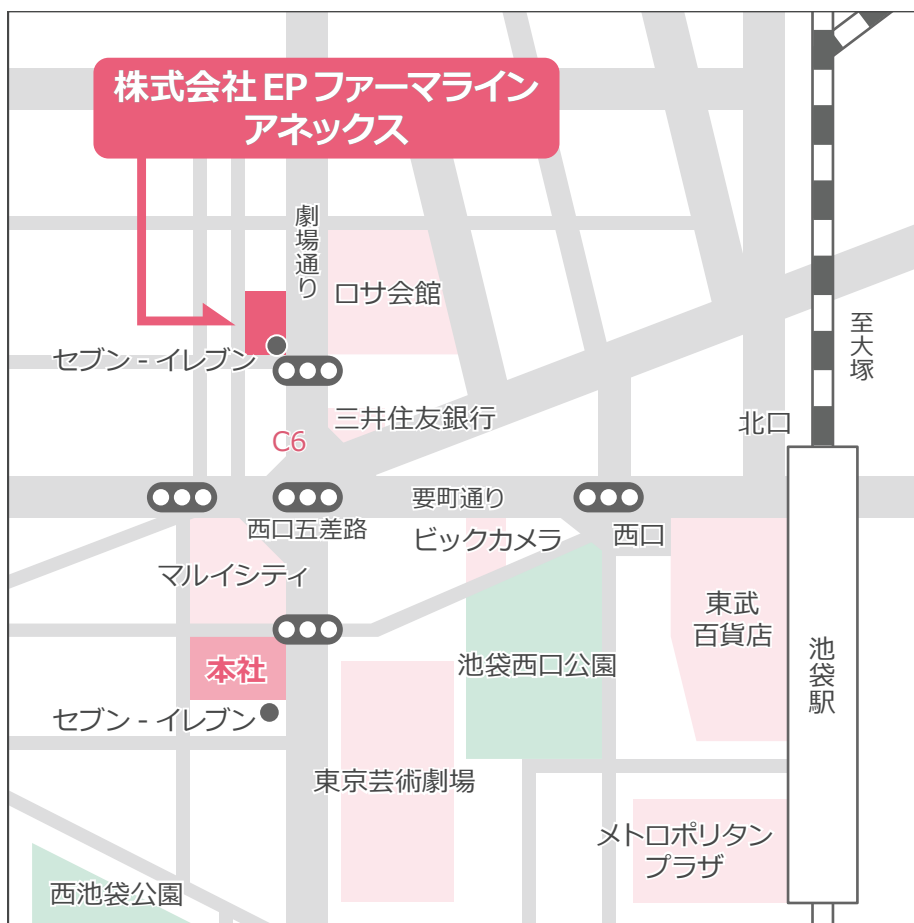 株式会社 EP ファーマライン
アネックス
劇場通り
ロサ会館
セブン - イレブン
至大塚
三井住友銀行
北口
C6
要町通り
西口五差路
ビックカメラ
西口
マルイシティ
東武
百貨店
本社
池袋西口公園
池袋駅
セブン - イレブン
東京芸術劇場
メトロポリタン
プラザ
西池袋公園